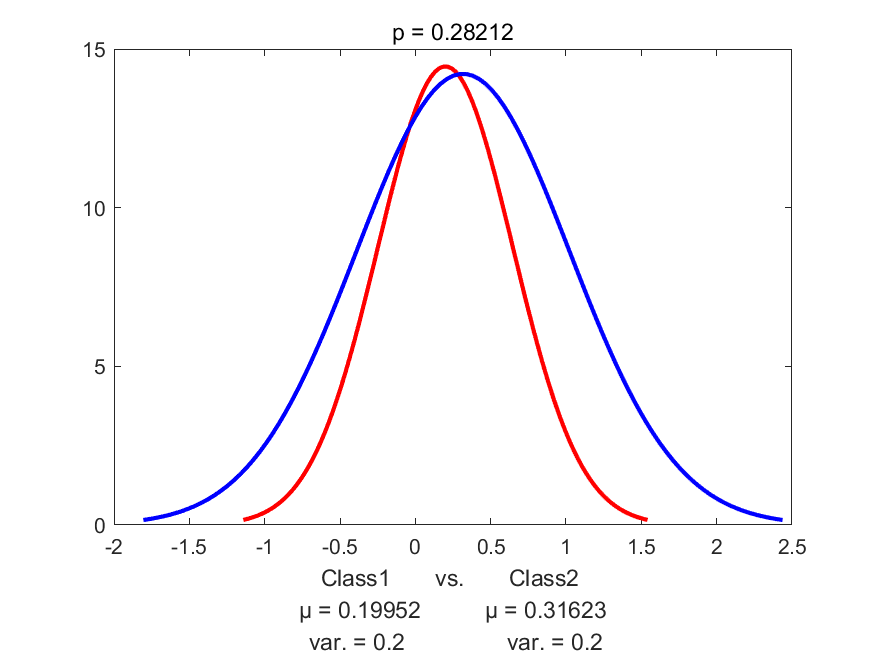 p = 0.28212
15
10
5
0
-2 -1.5 -1 -0.5 0 0.5 1 1.5 2 2.5
Class1 vs. Class2
μ = 0.19952 μ = 0.31623
var. = 0.2 var. = 0.2